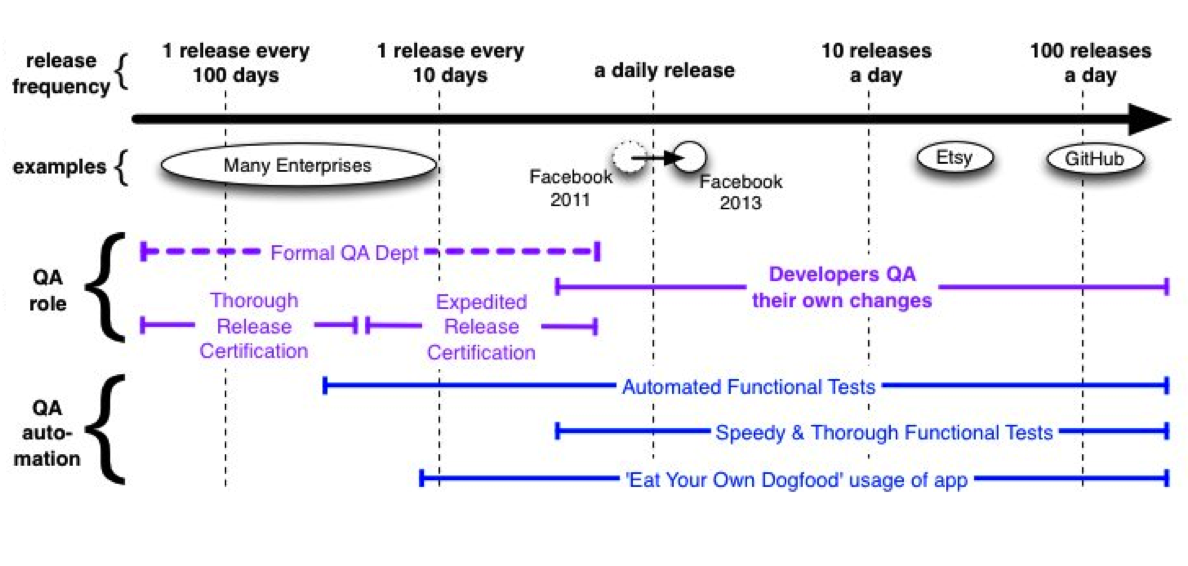 release
frequency
1 release every
100 days
1 release every
10 days
a daily release
10 releases
a day
100 releases
a day
examples
Many Enterprises
Facebook
2011
Facebook
2013
Etsy
GitHub
QA
role
Formal QA Dept
Developers QA
their own changes
Thorough
Release
Certification
Expedited
Release
Certification
QA
auto-
mation
Automated Functional Tests
Speedy & Thorough Functional Tests
'Eat Your Own Dogfood' usage of app